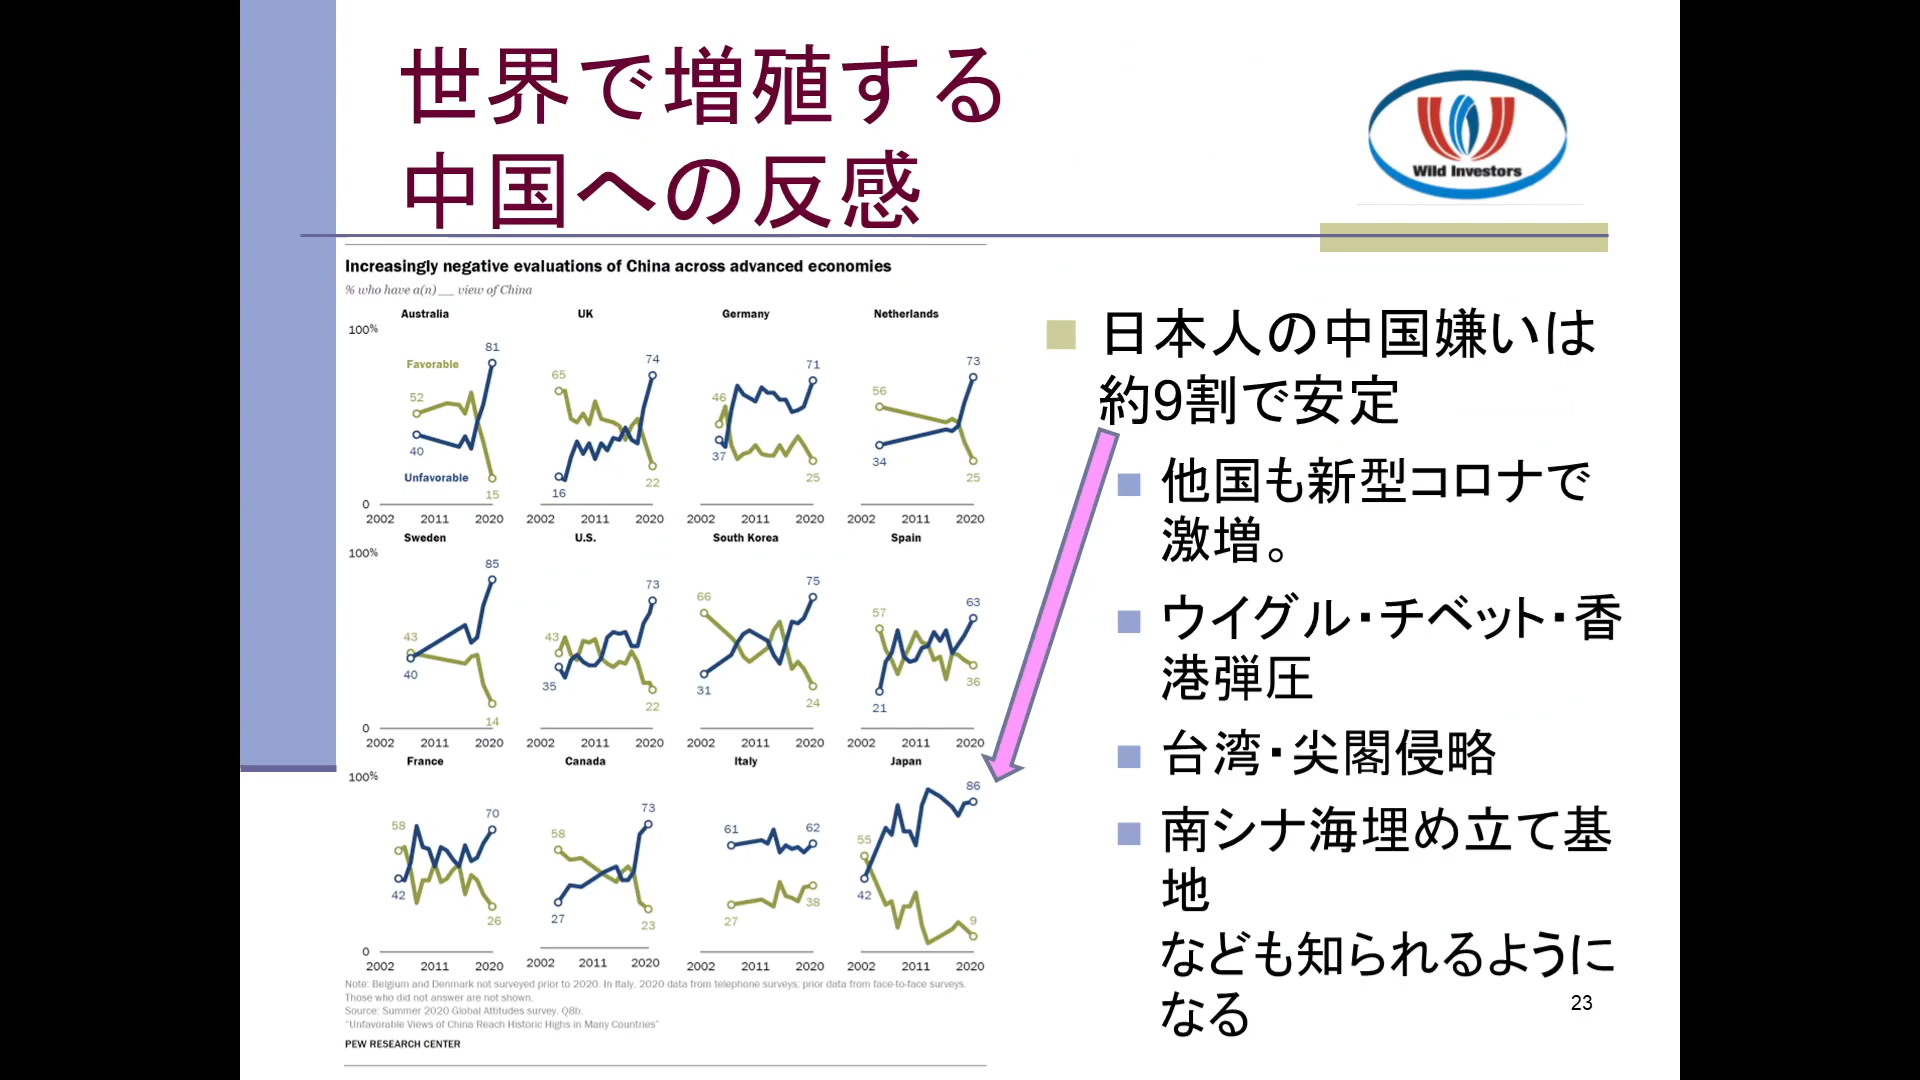 世界で増殖する
中国への反感
Wild Investors
Increasingly negative evaluations of China across advanced economies
% who have a(n) __ view of China
Australia UK Germany Netherlands
100%
Favorable
Unfavorable
52 40 81 15
65 16 74 22
46 37 71 25
56 34 73 25
0
2002 2011 2020 2002 2011 2020 2002 2011 2020 2002 2011 2020
Sweden U.S. South Korea Spain
100%
43 40 85 14
43 35 73 22
66 31 75 24
57 21 63 36
0
2002 2011 2020 2002 2011 2020 2002 2011 2020 2002 2011 2020
France Canada Italy Japan
100%
58 42 70 26
58 27 73 23
61 27 62 38
55 42 86 9
0
2002 2011 2020 2002 2011 2020 2002 2011 2020 2002 2011 2020
Note: Belgium and Denmark not surveyed prior to 2020. In Italy, 2020 data from telephone surveys; prior data from face-to-face surveys.
Those who did not answer are not shown.
Source: Summer 2020 Global Attitudes survey. Q8b.
"Unfavorable Views of China Reach Historic Highs in Many Countries"
PEW RESEARCH CENTER
日本人の中国嫌いは
約9割で安定
他国も新型コロナで
激増。
ウイグル・チベット・香
港弾圧
台湾・尖閣侵略
南シナ海埋め立て基
地
なども知られるように
なる
23